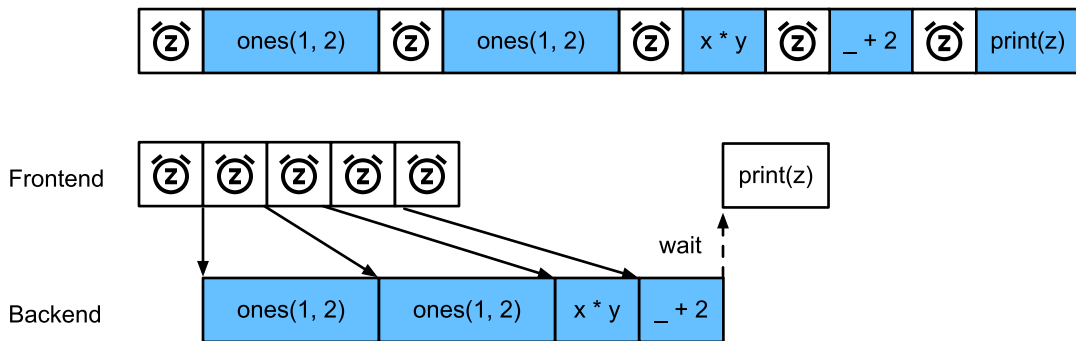 z ones(1, 2) z ones(1, 2) z x * y z _ + 2 z print(z)
Frontend z z z z z print(z)
wait
Backend ones(1, 2) ones(1, 2) x * y _ + 2